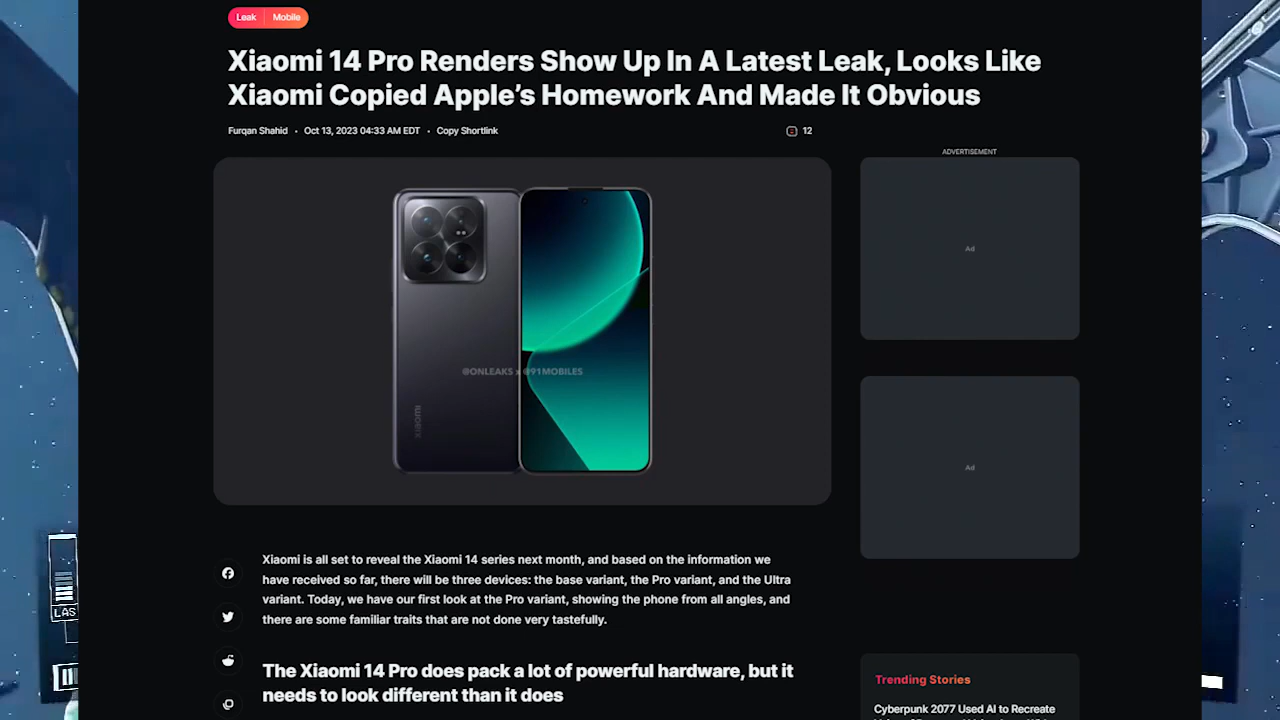 Leak Mobile
Xiaomi 14 Pro Renders Show Up In A Latest Leak, Looks Like
Xiaomi Copied Apple's Homework And Made It Obvious
Furqan Shahid • Oct 13, 2023 04:33 AM EDT • Copy Shortlink
12
ADVERTISEMENT
Ad
@ONLEAKS x @91MOBILES
XIAOMI
Ad
Xiaomi is all set to reveal the Xiaomi 14 series next month, and based on the information we
have received so far, there will be three devices: the base variant, the Pro variant, and the Ultra
variant. Today, we have our first look at the Pro variant, showing the phone from all angles, and
there are some familiar traits that are not done very tastefully.
The Xiaomi 14 Pro does pack a lot of powerful hardware, but it
needs to look different than it does
Trending Stories
Cyberpunk 2077 Used AI to Recreate
LAS